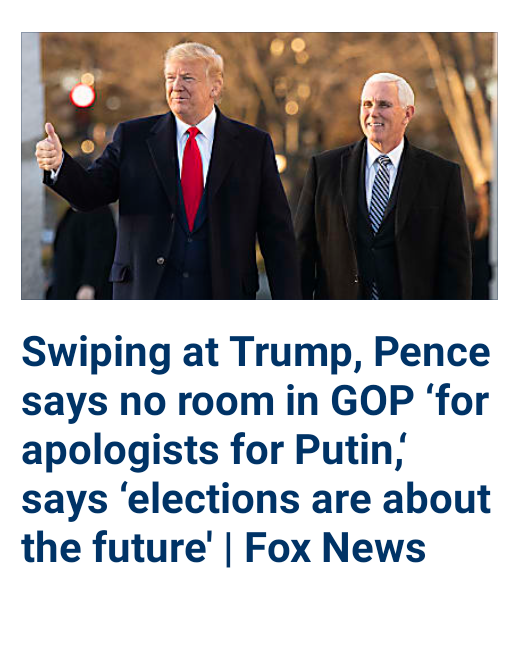 Swiping at Trump, Pence
says no room in GOP ‘for
apologists for Putin,‘
says ‘elections are about
the future' | Fox News